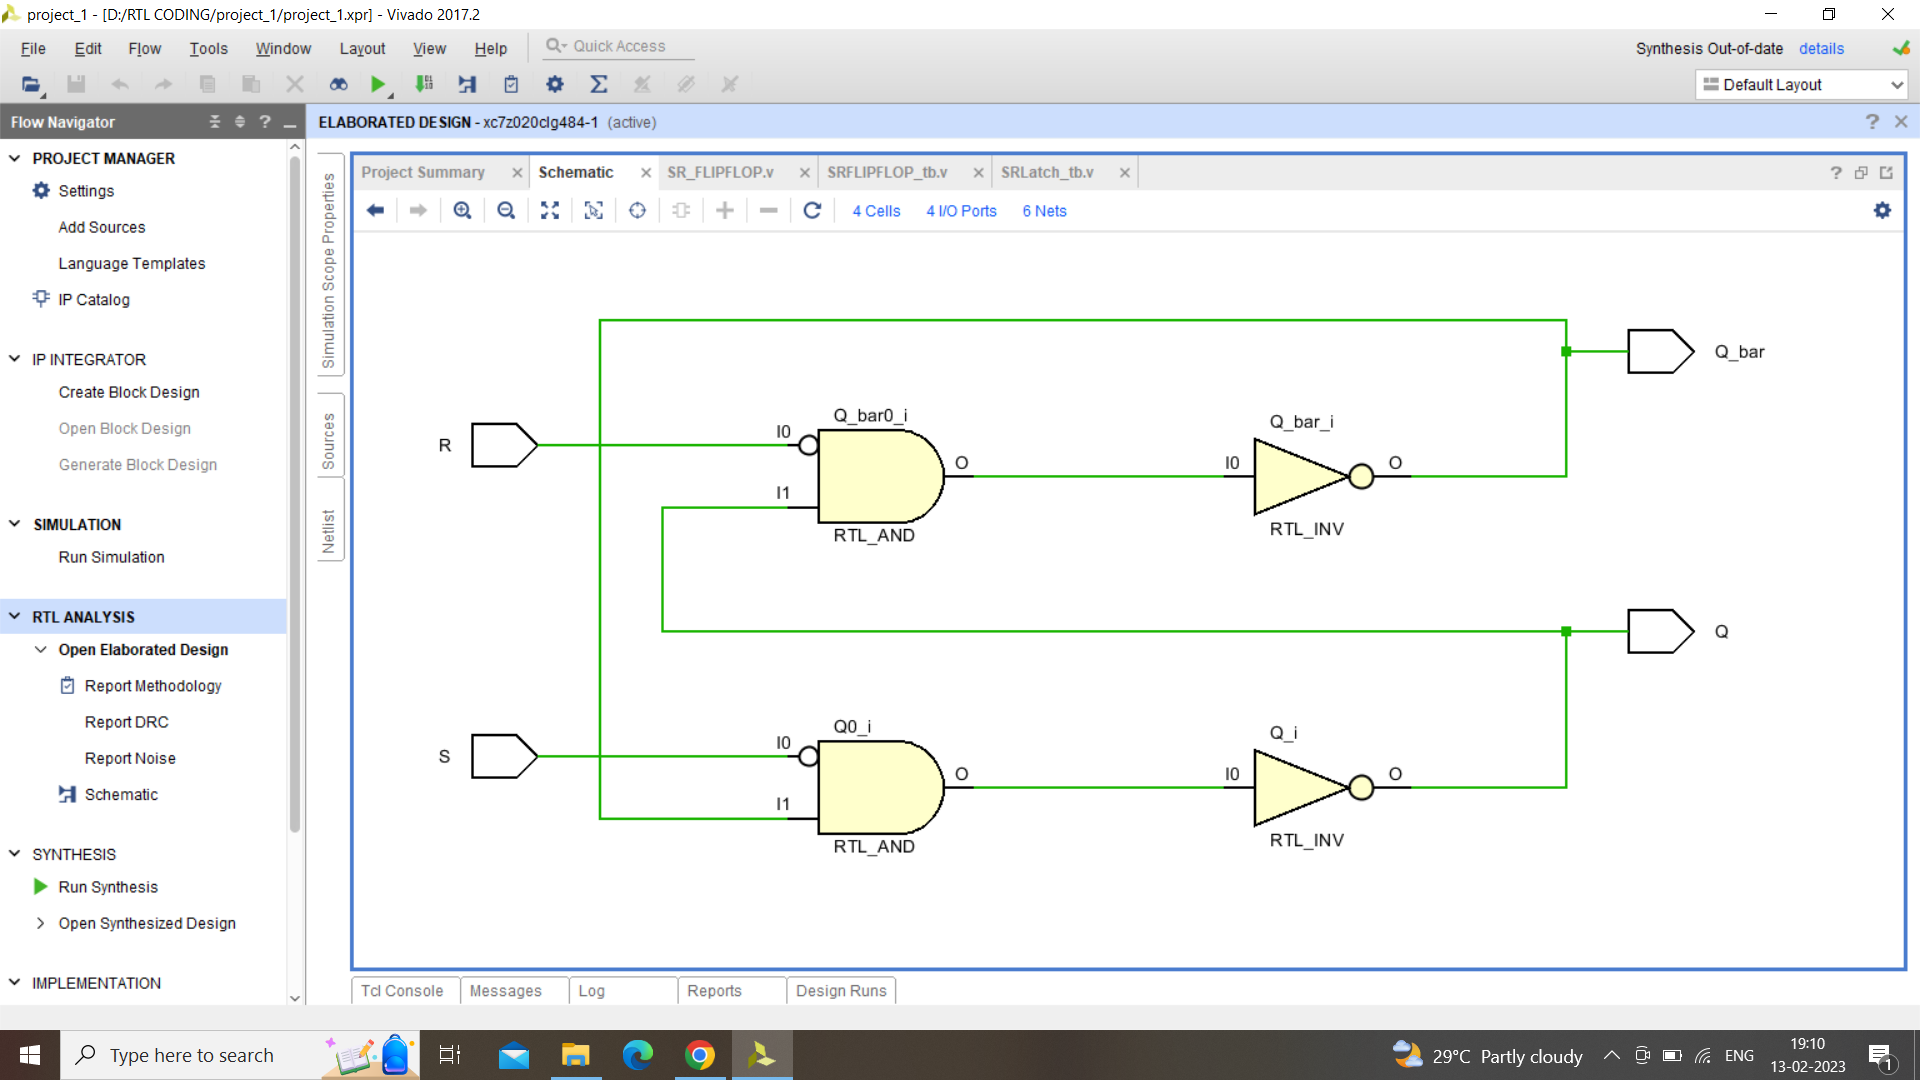 project_1 - [D:/RTL CODING/project_1/project_1.xpr] - Vivado 2017.2
File Edit Flow Tools Window Layout View Help Quick Access
Synthesis Out-of-date details
Default Layout
Flow Navigator
ELABORATED DESIGN - xc7z020clg484-1 (active)
PROJECT MANAGER
Settings
Add Sources
Language Templates
IP Catalog
IP INTEGRATOR
Create Block Design
Open Block Design
Generate Block Design
SIMULATION
Run Simulation
RTL ANALYSIS
Open Elaborated Design
Report Methodology
Report DRC
Report Noise
Schematic
SYNTHESIS
Run Synthesis
Open Synthesized Design
IMPLEMENTATION
Simulation Scope Properties
Sources
Netlist
Project Summary Schematic SR_FLIPFLOP.v SRFLIPFLOP_tb.v SRLatch_tb.v
4 Cells 4 I/O Ports 6 Nets
Q_bar
Q_bar0_i
Q_bar_i
R
I0
O
I0
O
I1
RTL_AND
RTL_INV
Q
Q0_i
Q_i
S
I0
O
I0
O
I1
RTL_AND
RTL_INV
Tcl Console Messages Log Reports Design Runs
Type here to search
29°C Partly cloudy
ENG
19:10
13-02-2023
1